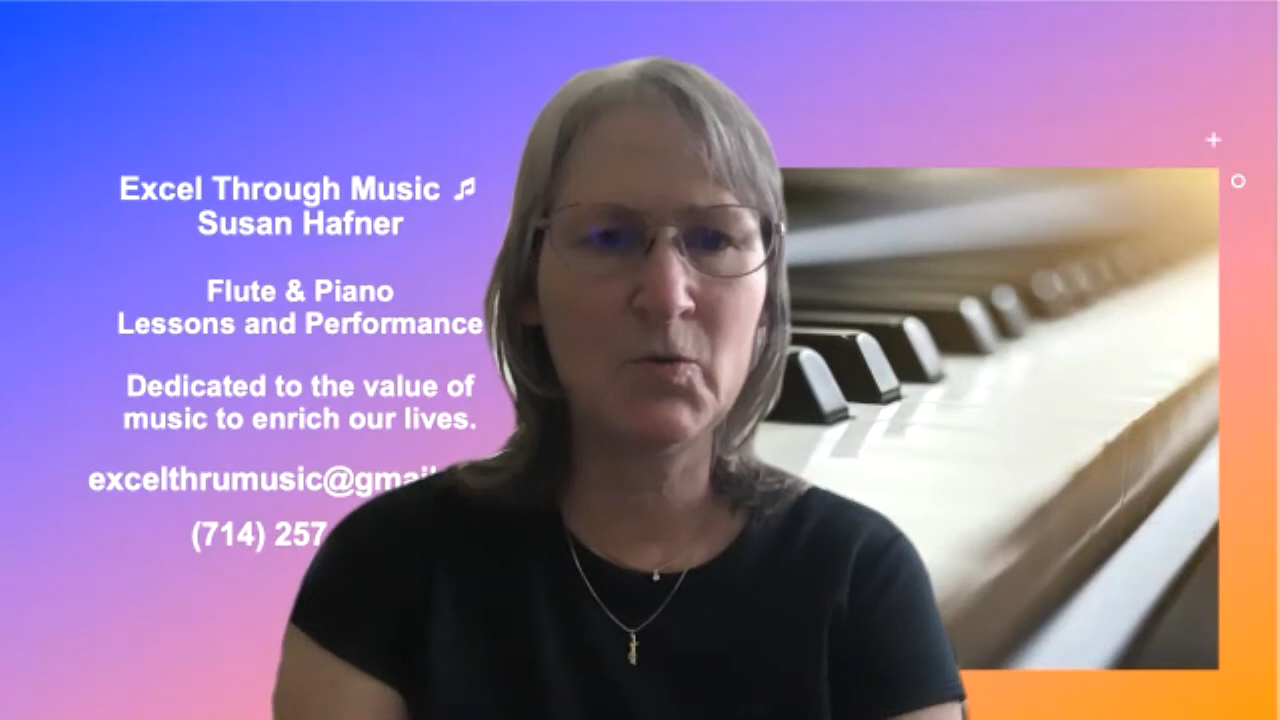 Excel Through Music ♫
Susan Hafner
Flute & Piano
Lessons and Performance
Dedicated to the value of
music to enrich our lives.
excelthrumusic@gmail
(714) 257